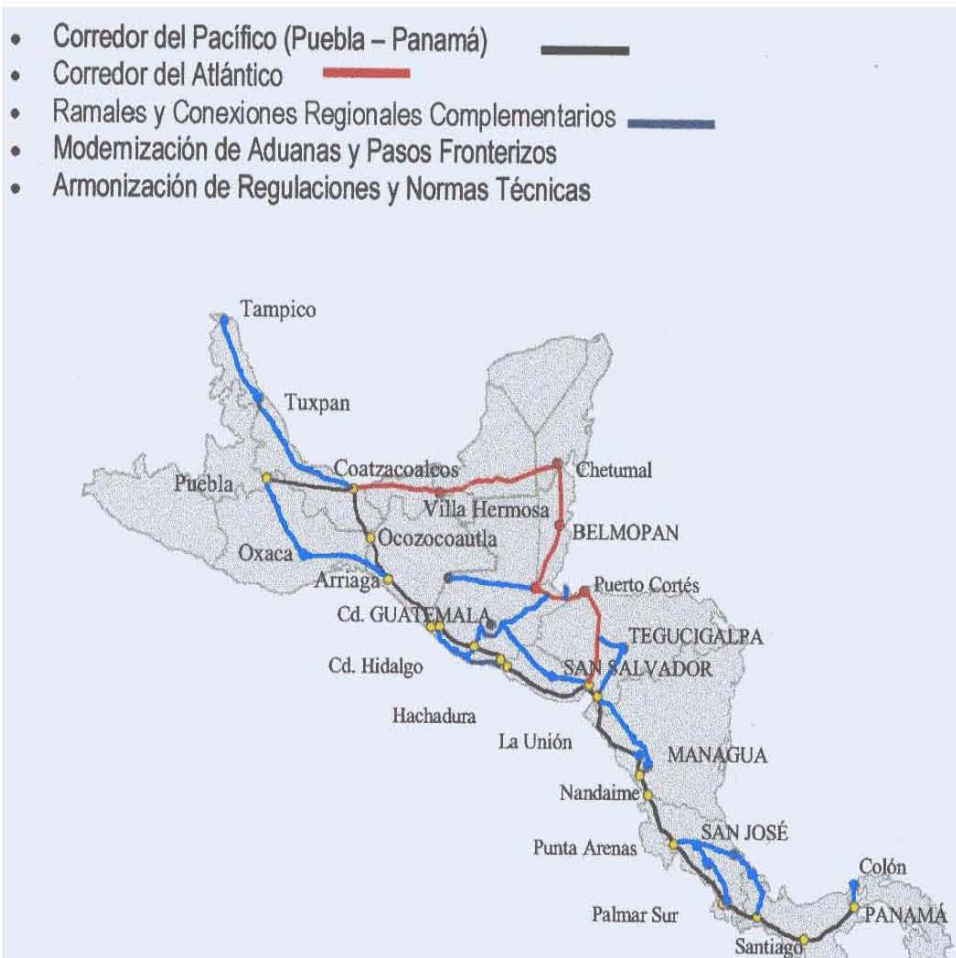 • Corredor del Pacífico (Puebla – Panamá)
• Corredor del Atlántico
• Ramales y Conexiones Regionales Complementarios
• Modernización de Aduanas y Pasos Fronterizos
• Armonización de Regulaciones y Normas Técnicas
Tampico
Tuxpan
Coatzacoalcos
Chetumal
Puebla
Villa Hermosa
BELMOPAN
Ocozocoautla
Oxaca
Arriaga
Puerto Cortés
Cd. GUATEMALA
TEGUCIGALPA
Cd. Hidalgo
SAN SALVADOR
Hachadura
La Unión
MANAGUA
Nandaime
SAN JOSÉ
Punta Arenas
Colón
Palmar Sur
PANAMÁ
Santiago